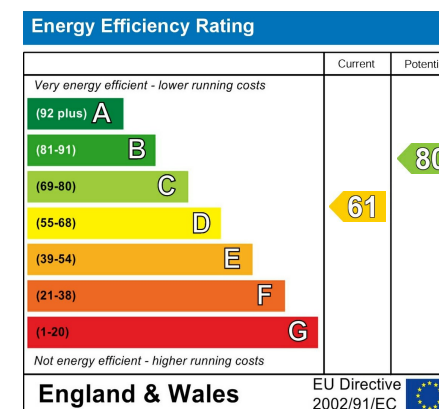 Energy Efficiency Rating
Current Potenti
Very energy efficient - lower running costs
(92 plus) A
(81-91) B
80
(69-80) C
61
(55-68) D
(39-54) E
(21-38) F
(1-20) G
Not energy efficient - higher running costs
England & Wales
EU Directive
2002/91/EC